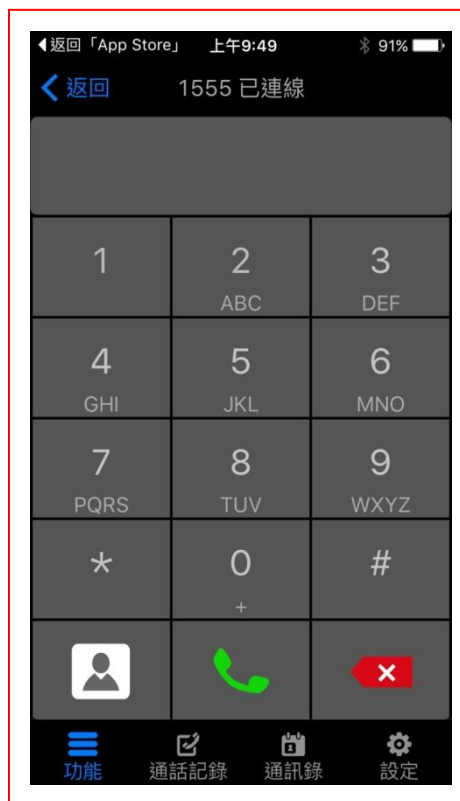 返回「App Store」 上午9:49 91%
返回 1555 已連線
1 2 3
ABC DEF
4 5 6
GHI JKL MNO
7 8 9
PQRS TUV WXYZ
* 0 #
+
功能 通話記錄 通訊錄 設定